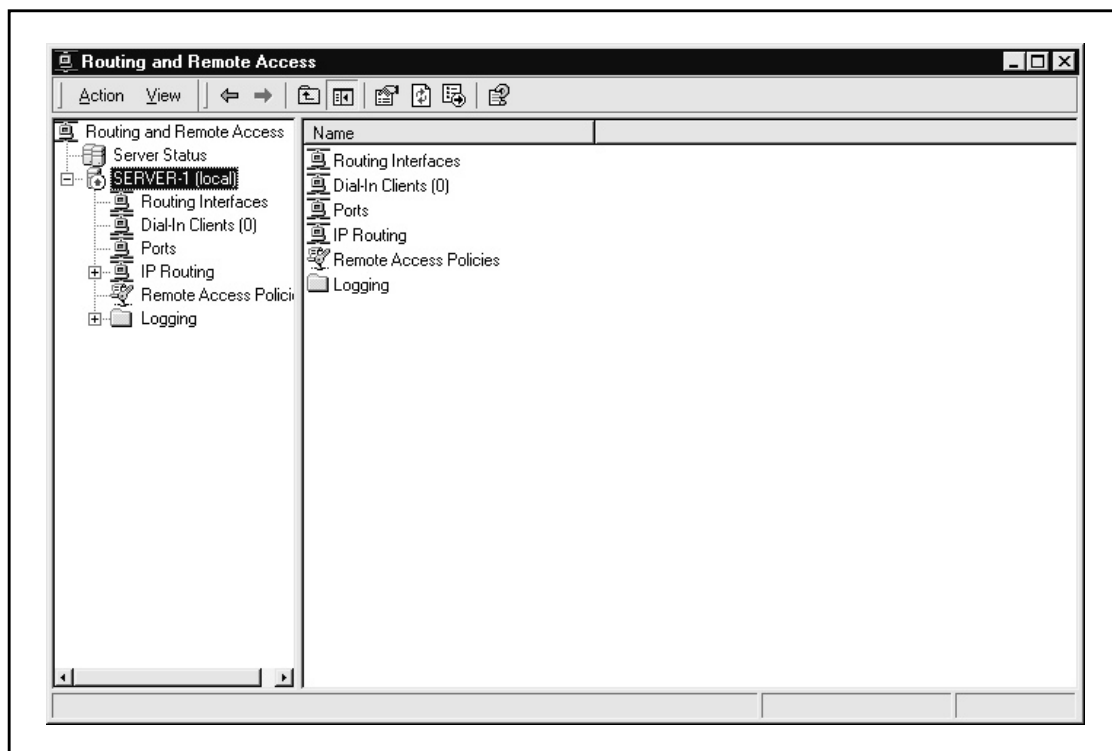 Routing and Remote Access
Action View
Routing and Remote Access
Server Status
SERVER-1 (local)
Routing Interfaces
Dial-In Clients (0)
Ports
IP Routing
Remote Access Polici
Logging
Name
Routing Interfaces
Dial-In Clients (0)
Ports
IP Routing
Remote Access Policies
Logging